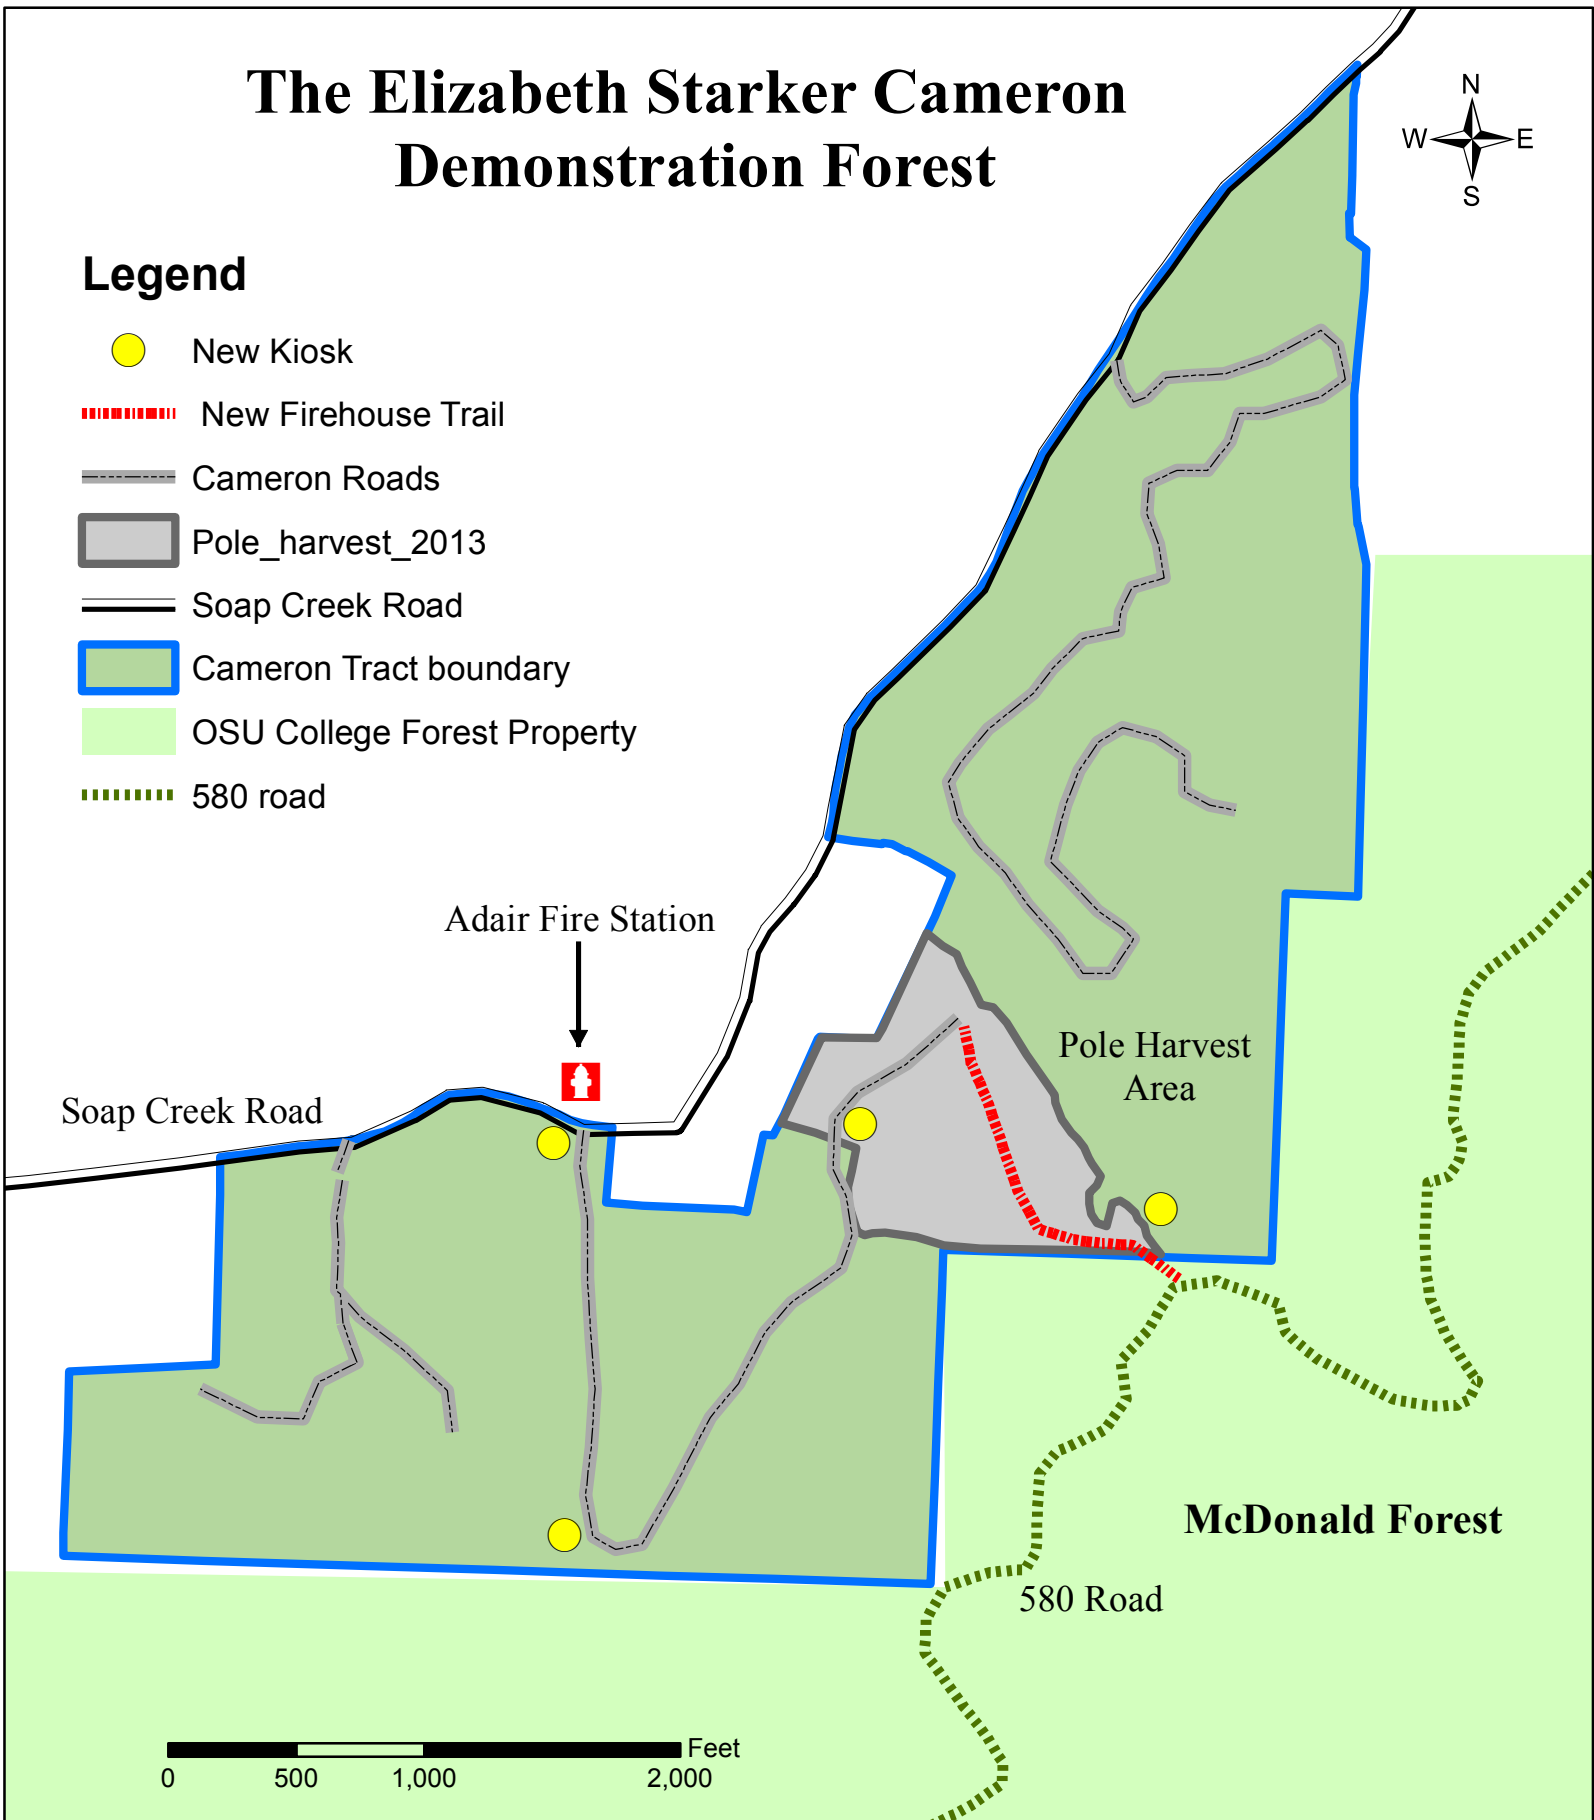 The Elizabeth Starker Cameron
Demonstration Forest
N
W E
S
Legend
New Kiosk
New Firehouse Trail
Cameron Roads
Pole_harvest_2013
Soap Creek Road
Cameron Tract boundary
OSU College Forest Property
580 road
Adair Fire Station
Pole Harvest
Area
Soap Creek Road
McDonald Forest
580 Road
Feet
0 500 1,000 2,000